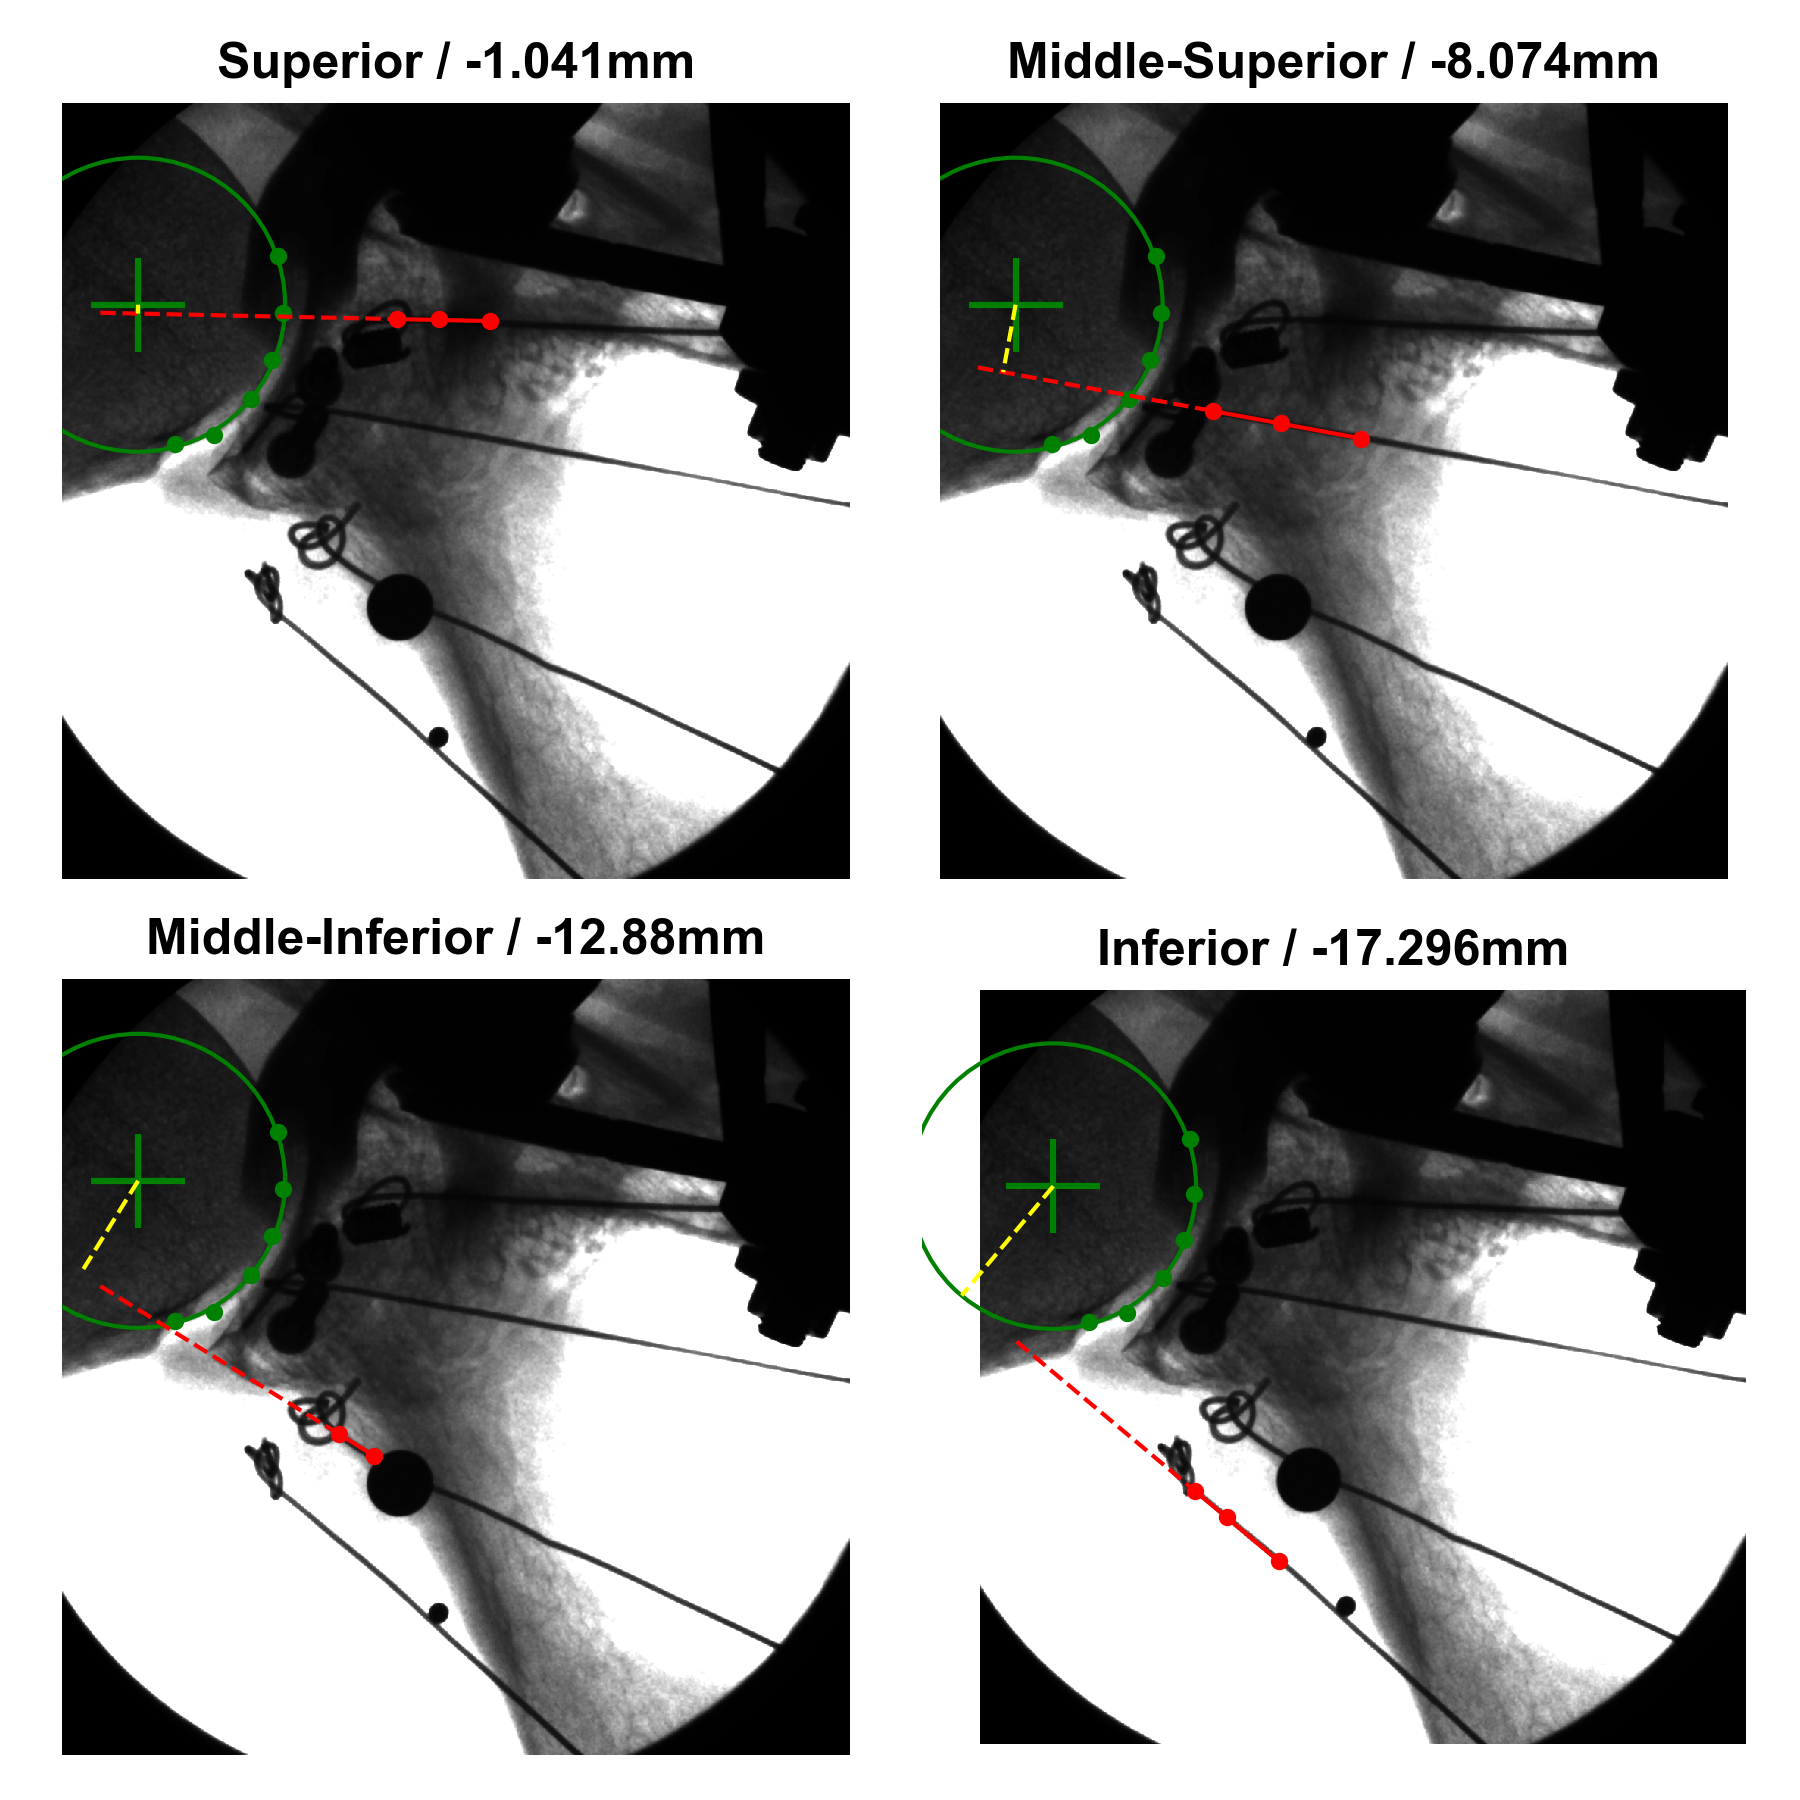 Superior / -1.041mm
Middle-Superior / -8.074mm
Middle-Inferior / -12.88mm
Inferior / -17.296mm